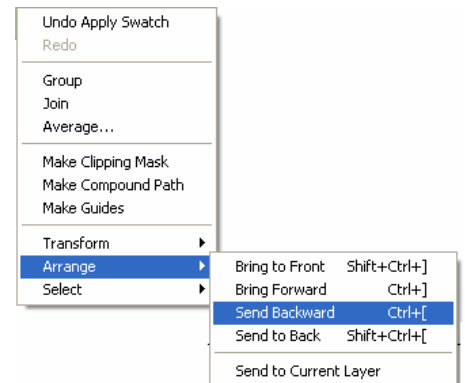 Undo Apply Swatch
Redo
Group
Join
Average...
Make Clipping Mask
Make Compound Path
Make Guides
Transform
Arrange
Select
Bring to Front Shift+Ctrl+]
Bring Forward Ctrl+]
Send Backward Ctrl+[
Send to Back Shift+Ctrl+[
Send to Current Layer